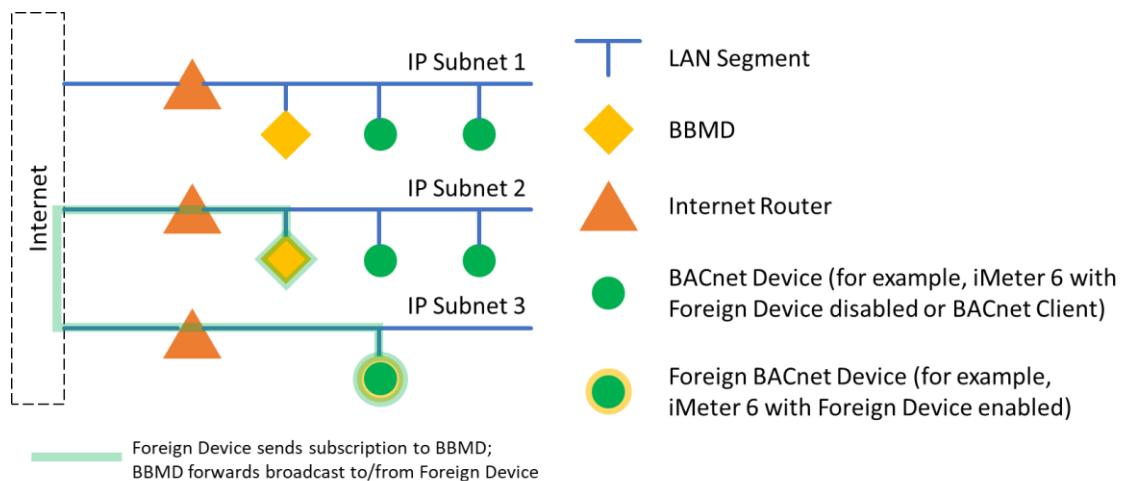 Internet
IP Subnet 1
IP Subnet 2
IP Subnet 3
Foreign Device sends subscription to BBMD;
BBMD forwards broadcast to/from Foreign Device
LAN Segment
BBMD
Internet Router
BACnet Device (for example, iMeter 6 with
Foreign Device disabled or BACnet Client)
Foreign BACnet Device (for example,
iMeter 6 with Foreign Device enabled)